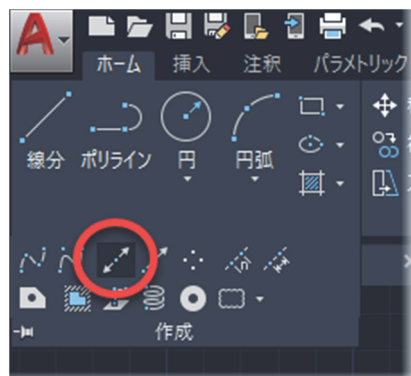 ホーム 挿入 注釈 パラメトリック
線分 ポリライン 円 円弧
作成